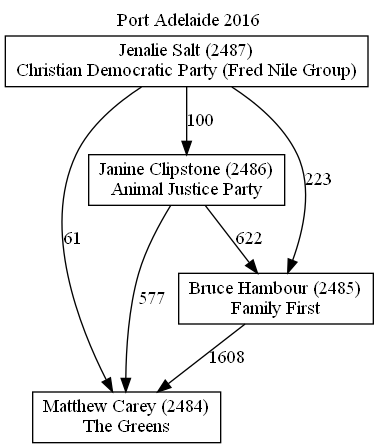 Port Adelaide 2016
Jenalie Salt (2487)
Christian Democratic Party (Fred Nile Group)
100
Janine Clipstone (2486)
Animal Justice Party
223
61
622
577
Bruce Hambour (2485)
Family First
1608
Matthew Carey (2484)
The Greens